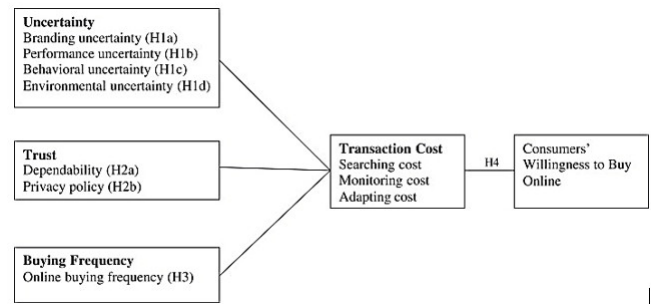 Uncertainty
Branding uncertainty (H1a)
Performance uncertainty (H1b)
Behavioral uncertainty (H1c)
Environmental uncertainty (H1d)
Trust
Dependability (H2a)
Privacy policy (H2b)
Buying Frequency
Online buying frequency (H3)
Transaction Cost
Searching cost
Monitoring cost
Adapting cost
H4
Consumers'
Willingness to Buy
Online